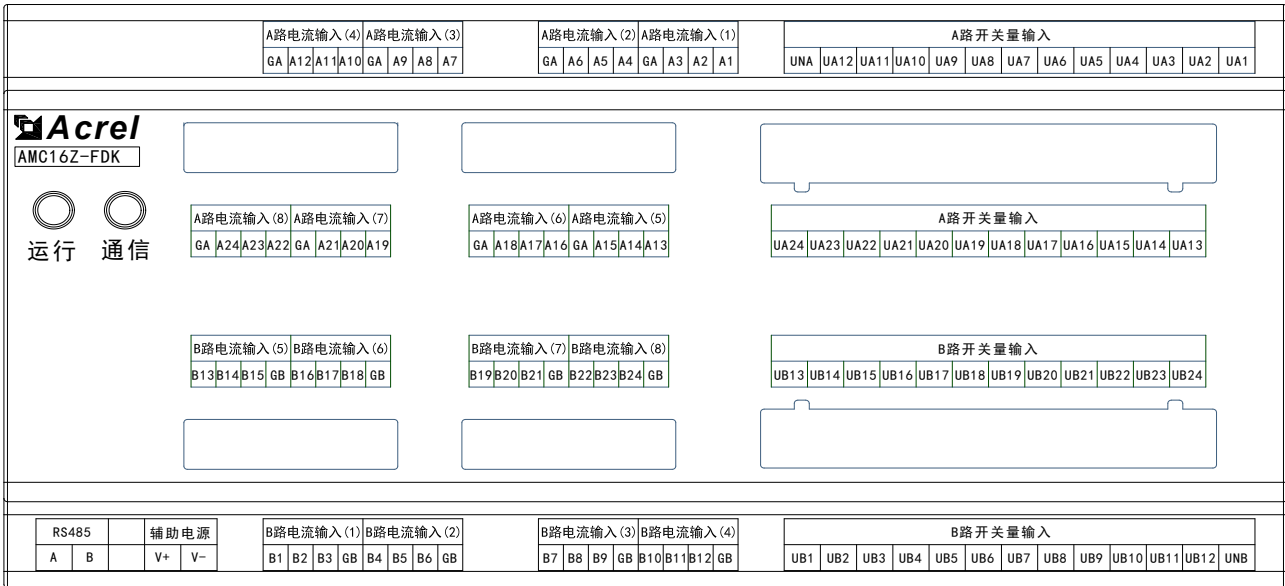 A路电流输入(4) A路电流输入(3) A路电流输入(2) A路电流输入(1) A路开关量输入
GA A12 A11 A10 GA A9 A8 A7 GA A6 A5 A4 GA A3 A2 A1 UNA UA12 UA11 UA10 UA9 UA8 UA7 UA6 UA5 UA4 UA3 UA2 UA1
Acrel
AMC16Z-FDK
运行 通信
A路电流输入(8) A路电流输入(7) A路电流输入(6) A路电流输入(5) A路开关量输入
GA A24 A23 A22 GA A21 A20 A19 GA A18 A17 A16 GA A15 A14 A13 UA24 UA23 UA22 UA21 UA20 UA19 UA18 UA17 UA16 UA15 UA14 UA13
B路电流输入(5) B路电流输入(6) B路电流输入(7) B路电流输入(8) B路开关量输入
B13 B14 B15 GB B16 B17 B18 GB B19 B20 B21 GB B22 B23 B24 GB UB13 UB14 UB15 UB16 UB17 UB18 UB19 UB20 UB21 UB22 UB23 UB24
RS485 辅助电源 B路电流输入(1) B路电流输入(2) B路电流输入(3) B路电流输入(4) B路开关量输入
A B V+ V- B1 B2 B3 GB B4 B5 B6 GB B7 B8 B9 GB B10 B11 B12 GB UB1 UB2 UB3 UB4 UB5 UB6 UB7 UB8 UB9 UB10 UB11 UB12 UNB